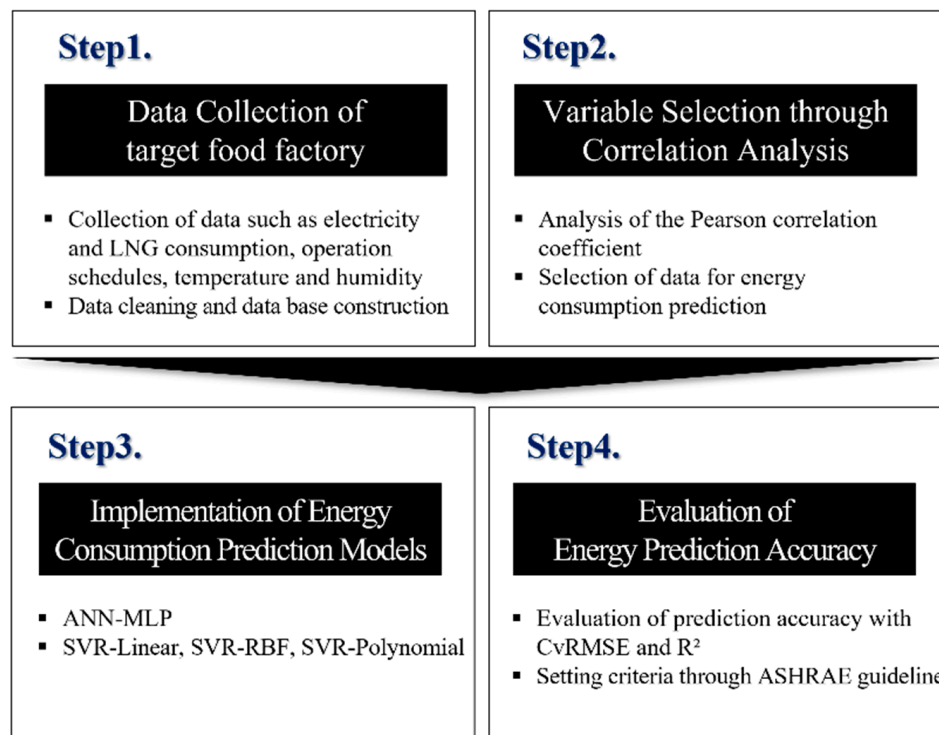 Step1.
Data Collection of
target food factory
▪ Collection of data such as electricity
and LNG consumption, operation
schedules, temperature and humidity
▪ Data cleaning and data base construction
Step2.
Variable Selection through
Correlation Analysis
▪ Analysis of the Pearson correlation
coefficient
▪ Selection of data for energy
consumption prediction
Step3.
Implementation of Energy
Consumption Prediction Models
▪ ANN-MLP
▪ SVR-Linear, SVR-RBF, SVR-Polynomial
Step4.
Evaluation of
Energy Prediction Accuracy
▪ Evaluation of prediction accuracy with
CvRMSE and R²
▪ Setting criteria through ASHRAE guideline